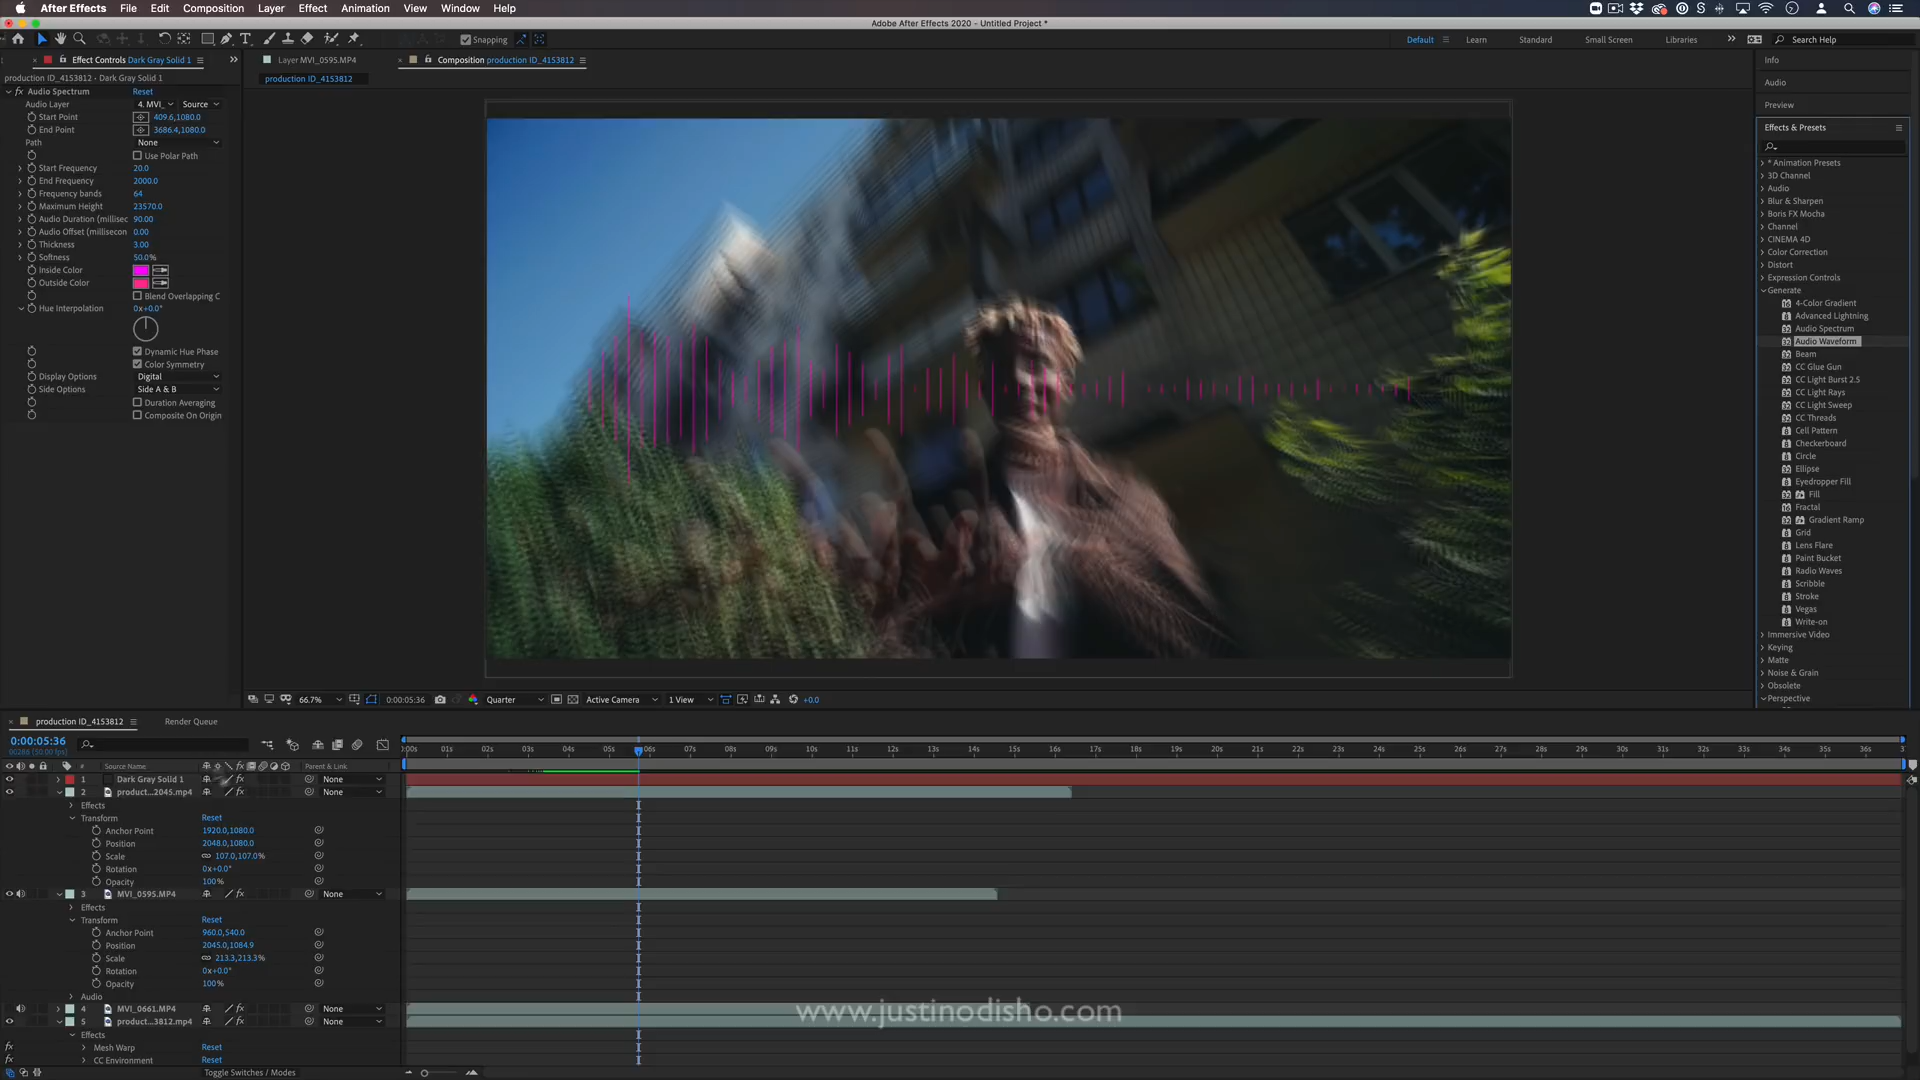 After Effects File Edit Composition Layer Effect Animation View Window Help
Adobe After Effects 2020 - Untitled Project *
Snapping Default Learn Standard Small Screen Libraries Search Help
Effect Controls Dark Gray Solid 1
production ID_4153812 • Dark Gray Solid 1
fx Audio Spectrum Reset
Audio Layer 4. MVI_ Source
Start Point 409.6,1080.0
End Point 3686.4,1080.0
Path None
Use Polar Path
Start Frequency 20.0
End Frequency 2000.0
Frequency bands 64
Maximum Height 23570.0
Audio Duration (millisec 90.00
Audio Offset (millisecon 0.00
Thickness 3.00
Softness 50.0%
Inside Color
Outside Color
Blend Overlapping C
Hue Interpolation 0x+0.0°
Dynamic Hue Phase
Color Symmetry
Display Options Digital
Side Options Side A & B
Duration Averaging
Composite On Origin
Layer MVI_0595.MP4 Composition production ID_4153812
production ID_4153812
66.7% 0:00:05:36 Quarter Active Camera 1 View +0.0
Info
Audio
Preview
Effects & Presets
* Animation Presets
3D Channel
Audio
Blur & Sharpen
Boris FX Mocha
Channel
CINEMA 4D
Color Correction
Distort
Expression Controls
Generate
4-Color Gradient
Advanced Lightning
Audio Spectrum
Audio Waveform
Beam
CC Glue Gun
CC Light Burst 2.5
CC Light Rays
CC Light Sweep
CC Threads
Cell Pattern
Checkerboard
Circle
Ellipse
Eyedropper Fill
Fill
Fractal
Gradient Ramp
Grid
Lens Flare
Paint Bucket
Radio Waves
Scribble
Stroke
Vegas
Write-on
Immersive Video
Keying
Matte
Noise & Grain
Obsolete
Perspective
production ID_4153812 Render Queue
0:00:05:36
00286 (50.00 fps)
:00s 01s 02s 03s 04s 05s 06s 07s 08s 09s 10s 11s 12s 13s 14s 15s 16s 17s 18s 19s 20s 21s 22s 23s 24s 25s 26s 27s 28s 29s 30s 31s 32s 33s 34s 35s 36s 3
# Source Name fx Parent & Link
1 Dark Gray Solid 1 fx None
2 product...2045.mp4 fx None
Effects
Transform Reset
Anchor Point 1920.0,1080.0
Position 2048.0,1080.0
Scale 107.0,107.0%
Rotation 0x+0.0°
Opacity 100%
3 MVI_0595.MP4 fx None
Effects
Transform Reset
Anchor Point 960.0,540.0
Position 2045.0,1084.9
Scale 213.3,213.3%
Rotation 0x+0.0°
Opacity 100%
Audio
4 MVI_0661.MP4 fx None
5 product...3812.mp4 fx None
Effects
fx Mesh Warp Reset
fx CC Environment Reset
Toggle Switches / Modes
www.justinodisho.com